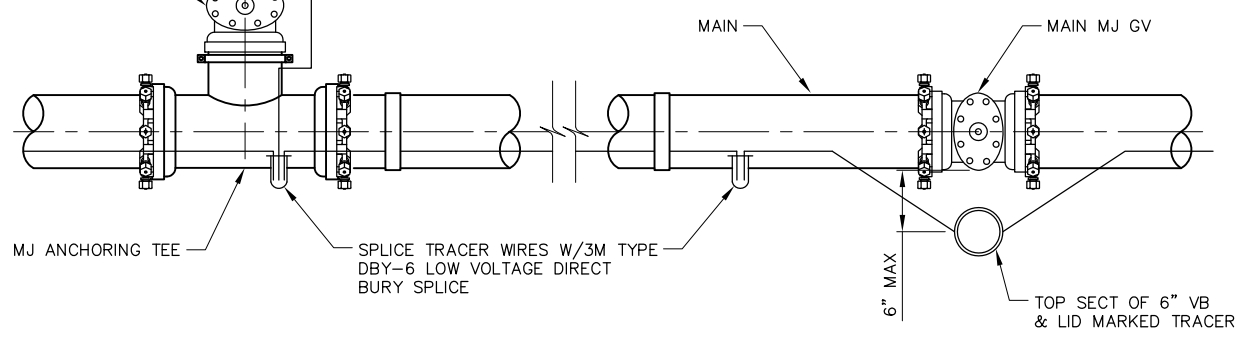 MAIN
MAIN MJ GV
MJ ANCHORING TEE
SPLICE TRACER WIRES W/3M TYPE
DBY-6 LOW VOLTAGE DIRECT
BURY SPLICE
6" MAX
TOP SECT OF 6" VB
& LID MARKED TRACER